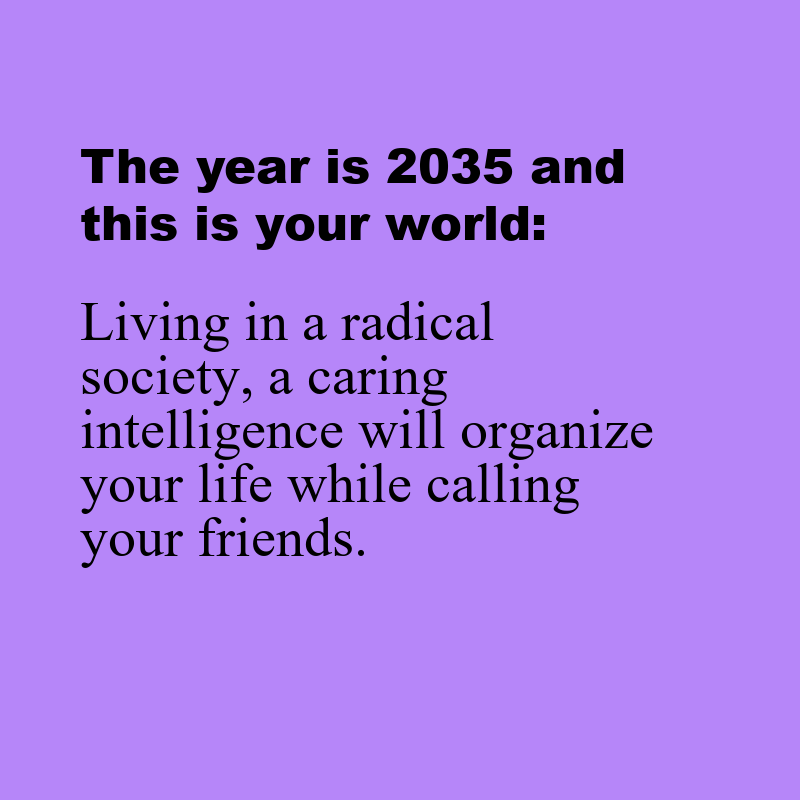 The year is 2035 and
this is your world:
Living in a radical
society, a caring
intelligence will organize
your life while calling
your friends.